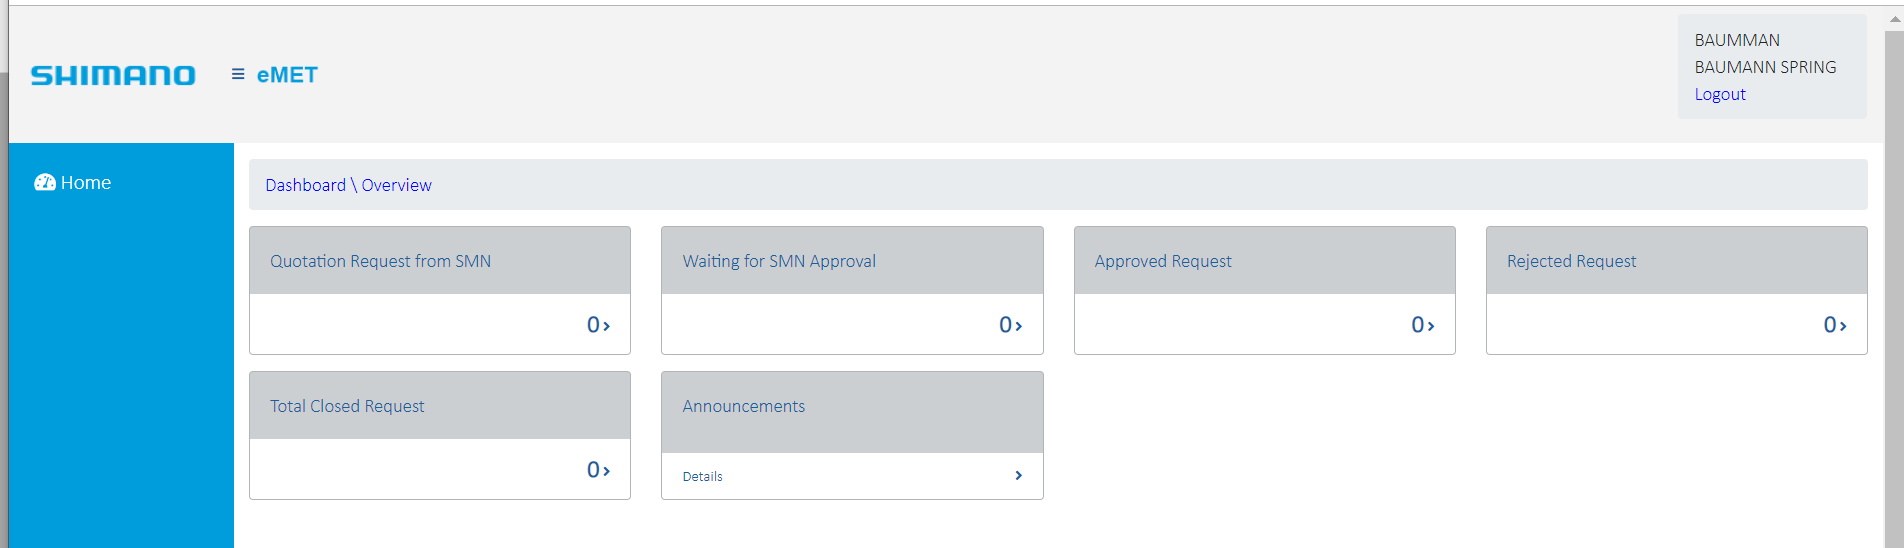 SHIMANO
eMET
BAUMMAN
BAUMANN SPRING
Logout
Home
Dashboard \ Overview
Quotation Request from SMN
0
Waiting for SMN Approval
0
Approved Request
0
Rejected Request
0
Total Closed Request
0
Announcements
Details